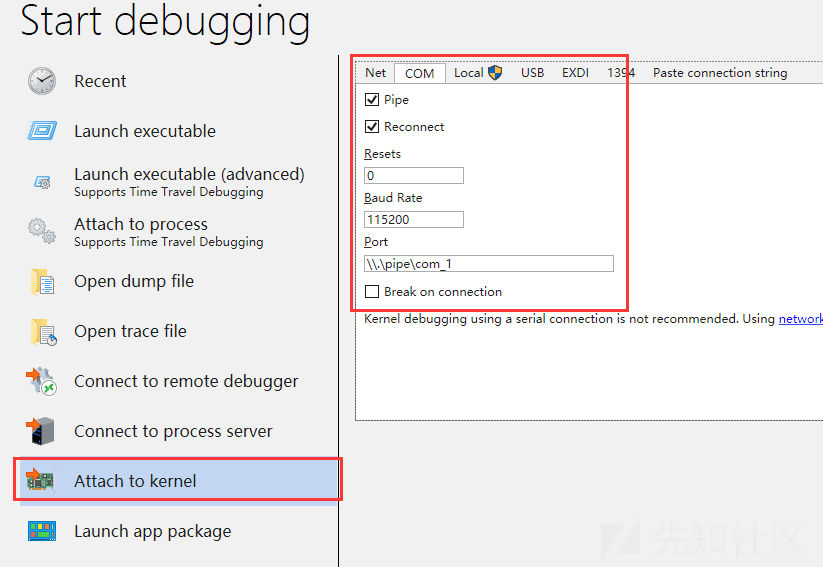 Start debugging
Recent
Launch executable
Launch executable (advanced)
Supports Time Travel Debugging
Attach to process
Supports Time Travel Debugging
Open dump file
Open trace file
Connect to remote debugger
Connect to process server
Attach to kernel
Launch app package
Net COM Local USB EXDI 1394 Paste connection string
Pipe
Reconnect
Resets
0
Baud Rate
115200
Port
\\.\pipe\com_1
Break on connection
Kernel debugging using a serial connection is not recommended. Using network
先知社区